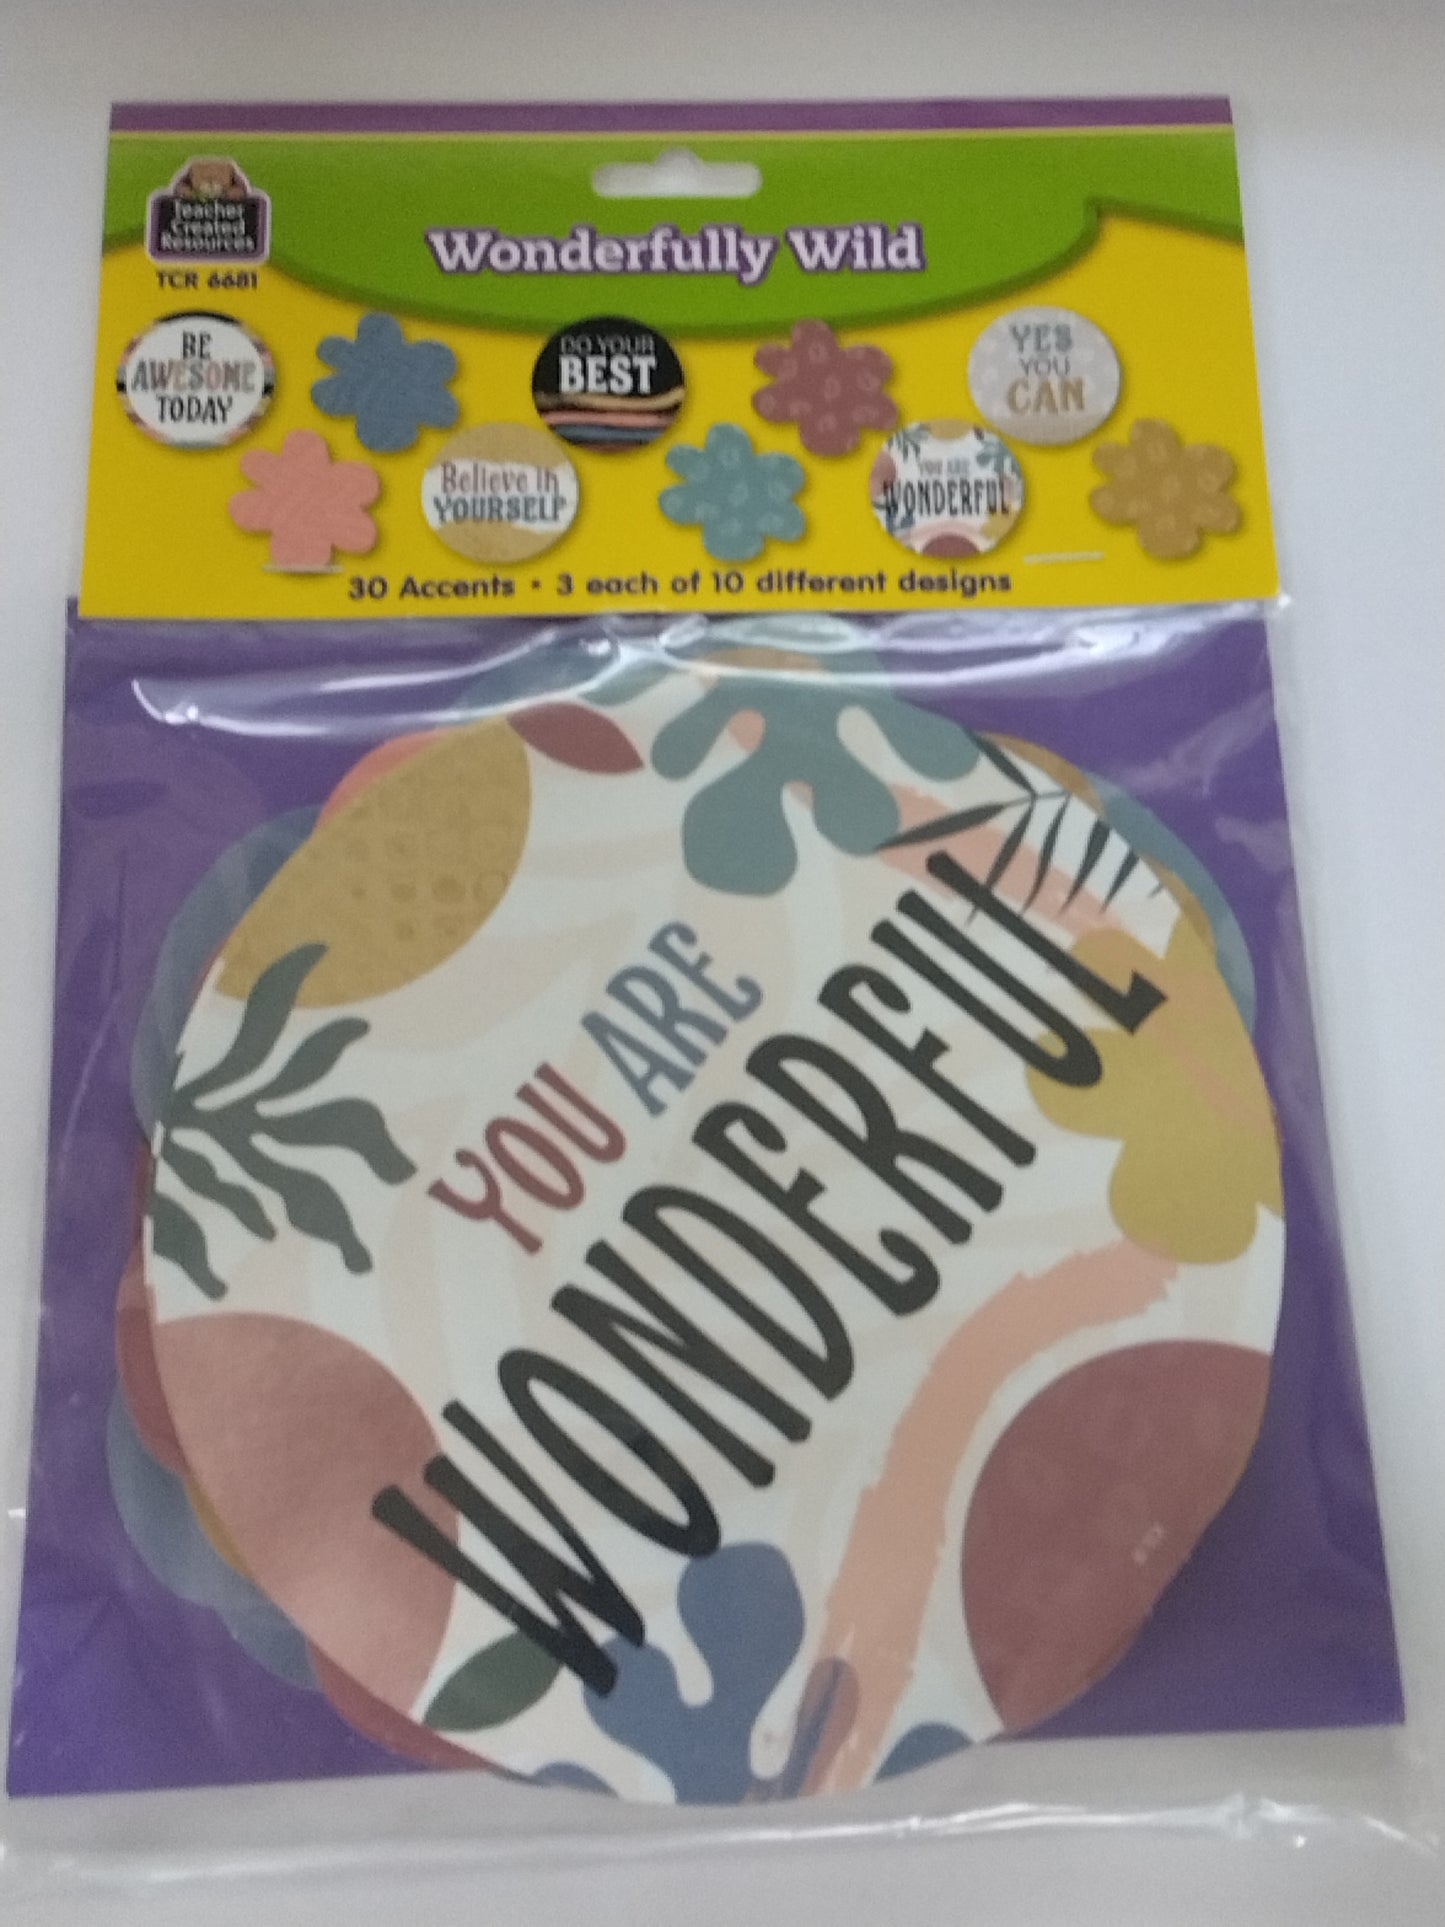 Teacher
Created
Resources
TCR 6681
Wonderfully Wild
BE
AWESOME
TODAY
DO YOUR
BEST
YES
YOU
CAN
Believe in
YOURSELF
YOU ARE
WONDERFUL
30 Accents • 3 each of 10 different designs
YOU ARE
WONDERFUL